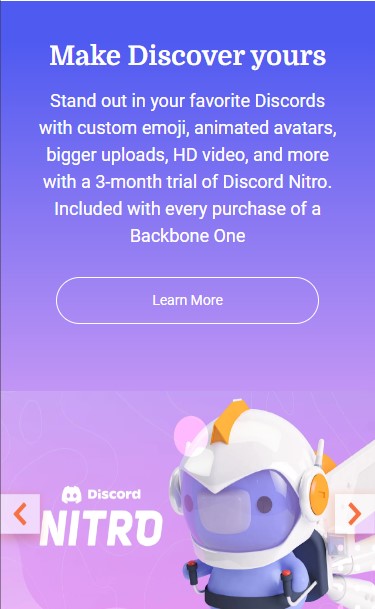 Make Discover yours
Stand out in your favorite Discords
with custom emoji, animated avatars,
bigger uploads, HD video, and more
with a 3-month trial of Discord Nitro.
Included with every purchase of a
Backbone One
Learn More
Discord
NITRO